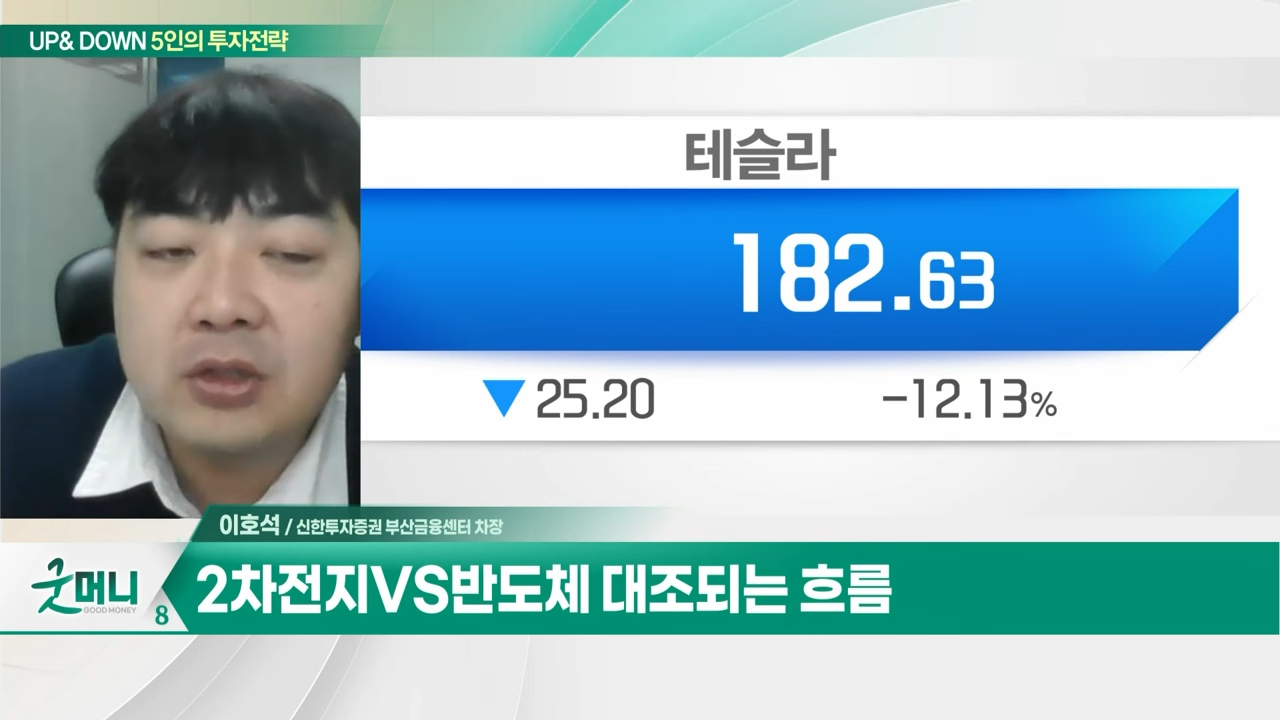 UP& DOWN 5인의 투자전략
테슬라
182.63
▼25.20 -12.13%
이호석 / 신한투자증권 부산금융센터 차장
굿머니
GOOD MONEY
8
2차전지VS반도체 대조되는 흐름